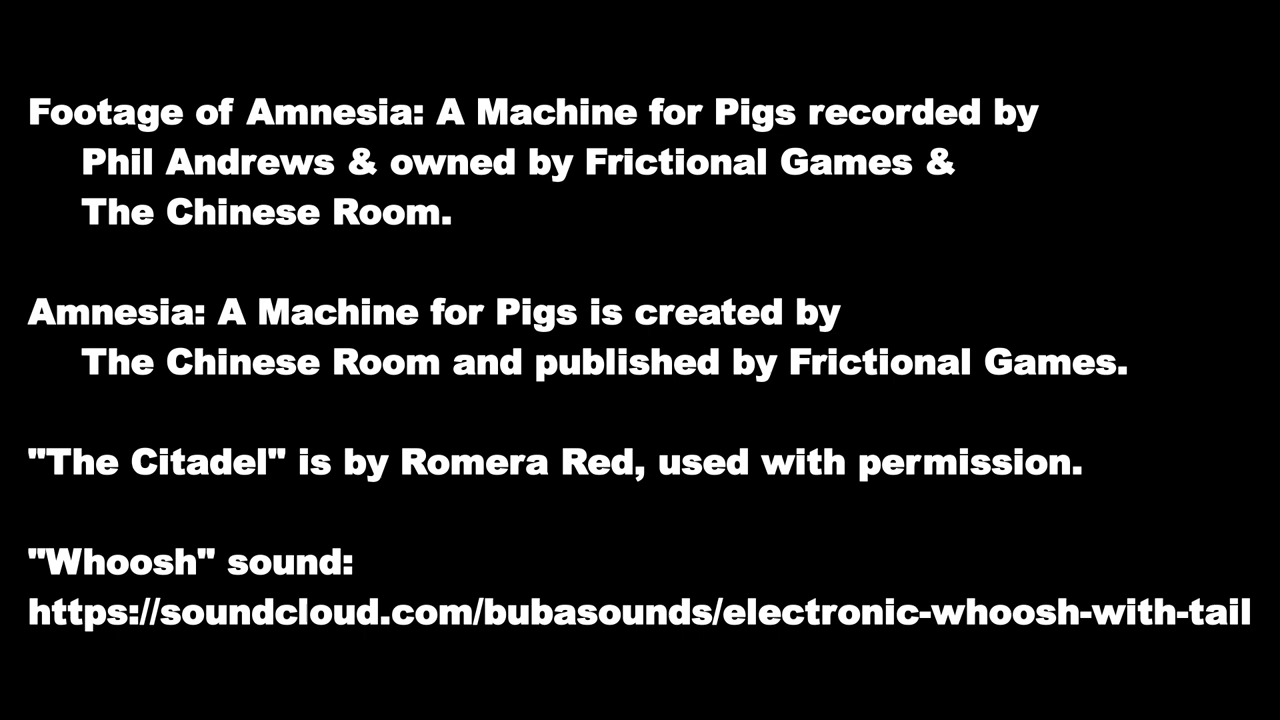 Footage of Amnesia: A Machine for Pigs recorded by
Phil Andrews & owned by Frictional Games &
The Chinese Room.
Amnesia: A Machine for Pigs is created by
The Chinese Room and published by Frictional Games.
"The Citadel" is by Romera Red, used with permission.
"Whoosh" sound:
https://soundcloud.com/bubasounds/electronic-whoosh-with-tail